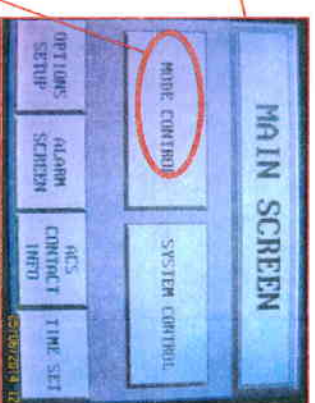 MAIN SCREEN
MODE CONTROL
SYSTEM CONTROL
OPTIONS
SETUP
ALARM
SCREEN
ACS
CONTACT
INFO
TIME SET